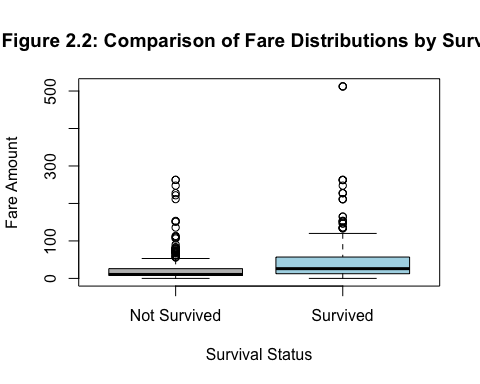 Figure 2.2: Comparison of Fare Distributions by Surv
500
300
100
0
Fare Amount
Not Survived
Survived
Survival Status